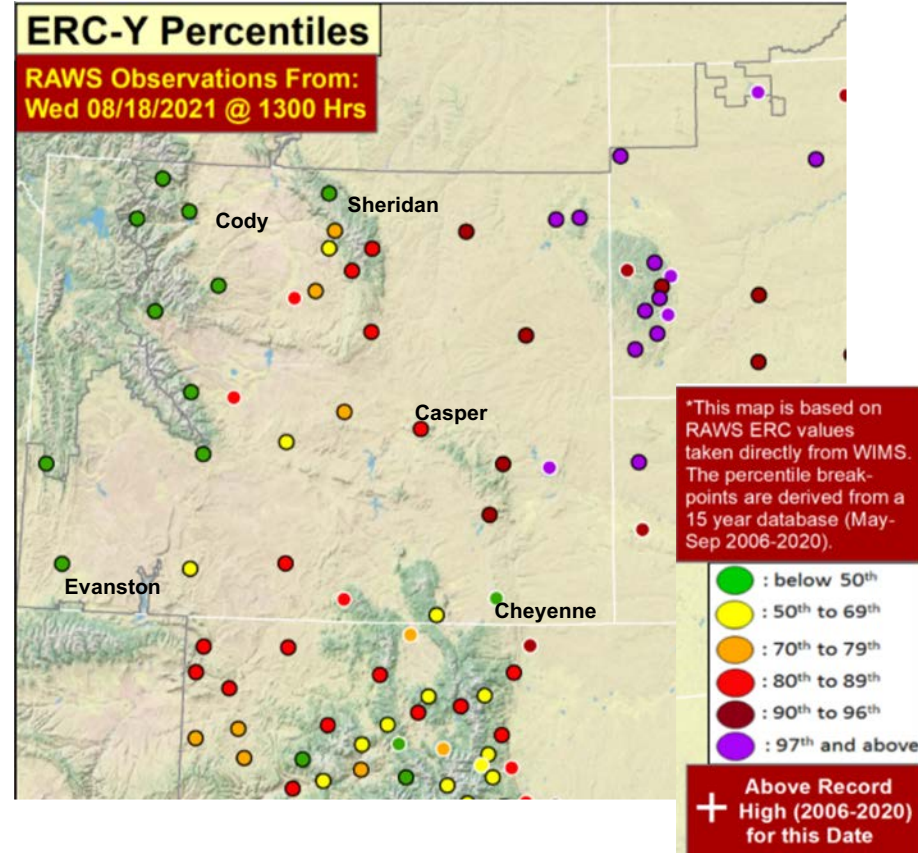 ERC-Y Percentiles
RAWS Observations From:
Wed 08/18/2021 @ 1300 Hrs
Sheridan
Cody
Casper
Evanston
Cheyenne
*This map is based on
RAWS ERC values
taken directly from WIMS.
The percentile break-
points are derived from a
15 year database (May-
Sep 2006-2020).
: below 50th
: 50th to 69th
: 70th to 79th
: 80th to 89th
: 90th to 96th
: 97th and above
+ Above Record
High (2006-2020)
for this Date